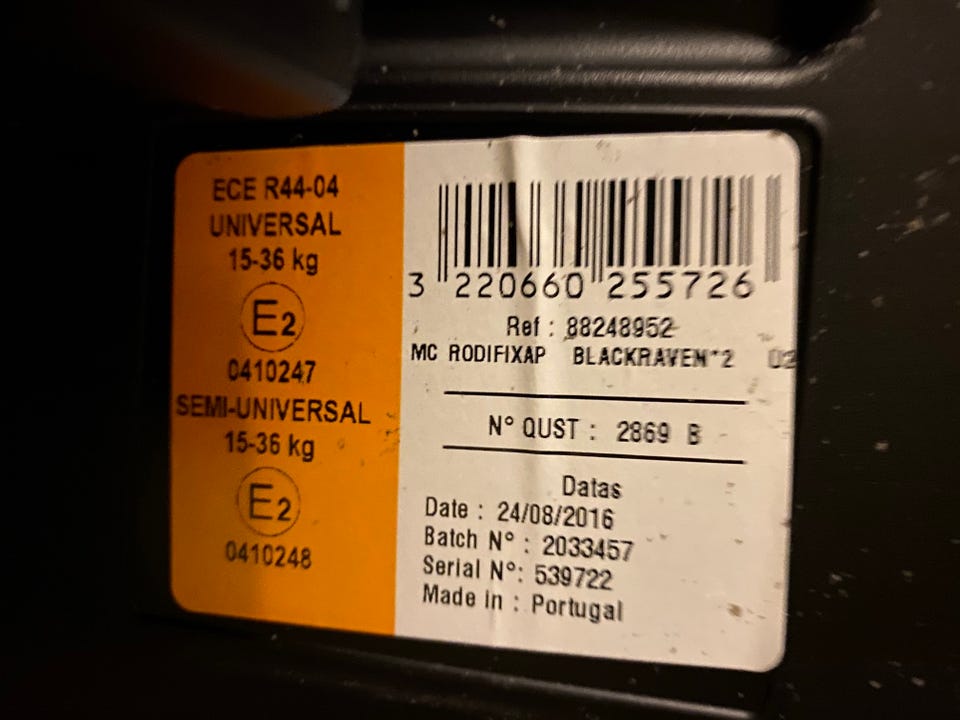 ECE R44-04
UNIVERSAL
15-36 kg
E2
0410247
SEMI-UNIVERSAL
15-36 kg
E2
0410248
3 220660 255726
Ref : 88248952
MC RODIFIXAP BLACKRAVEN*2 02
N° QUST : 2869 B
Datas
Date : 24/08/2016
Batch N° : 2033457
Serial N°: 539722
Made in : Portugal